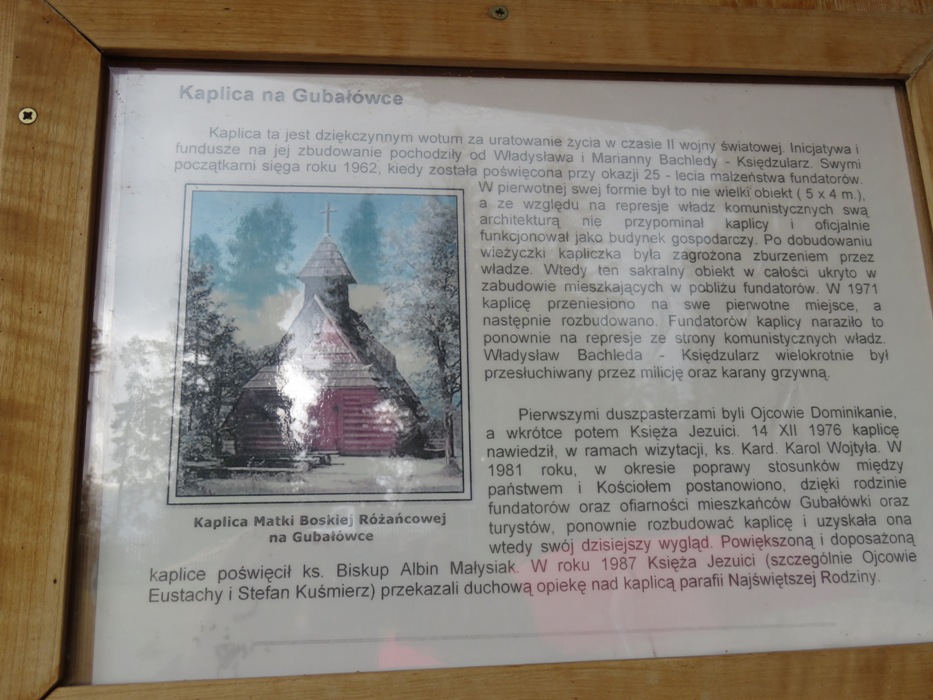 Kaplica na Gubałówce
Kaplica ta jest dziękczynnym wotum za uratowanie życia w czasie II wojny światowej. Inicjatywa i
fundusze na jej zbudowanie pochodziły od Władysława i Marianny Bachledy - Księdzularz. Swymi
początkami sięga roku 1962, kiedy została poświęcona przy okazji 25 - lecia małżeństwa fundatorów.
W pierwotnej swej formie był to nie wielki obiekt ( 5 x 4 m.),
a ze względu na represje władz komunistycznych swą
architekturą nie przypominał kaplicy i oficjalnie
funkcjonował jako budynek gospodarczy. Po dobudowaniu
wieżyczki kapliczka była zagrożona zburzeniem przez
władze. Wtedy ten sakralny obiekt w całości ukryto w
zabudowie mieszkających w pobliżu fundatorów. W 1971
kaplicę przeniesiono na swe pierwotne miejsce, a
następnie rozbudowano. Fundatorów kaplicy naraziło to
ponownie na represje ze strony komunistycznych władz.
Władysław Bachleda - Księdzularz wielokrotnie był
przesłuchiwany przez milicję oraz karany grzywną.
Pierwszymi duszpasterzami byli Ojcowie Dominikanie,
a wkrótce potem Księża Jezuici. 14 XII 1976 kaplicę
nawiedził, w ramach wizytacji, ks. Kard. Karol Wojtyła. W
1981 roku, w okresie poprawy stosunków między
państwem i Kościołem postanowiono, dzięki rodzinie
fundatorów oraz ofiarności mieszkańców Gubałówki oraz
turystów, ponownie rozbudować kaplicę i uzyskała ona
wtedy swój dzisiejszy wygląd. Powiększoną i doposażoną
kaplice poświęcił ks. Biskup Albin Małysiak. W roku 1987 Księża Jezuici (szczególnie Ojcowie
Eustachy i Stefan Kuśmierz) przekazali duchową opiekę nad kaplicą parafii Najświętszej Rodziny.
Kaplica Matki Boskiej Różańcowej
na Gubałówce